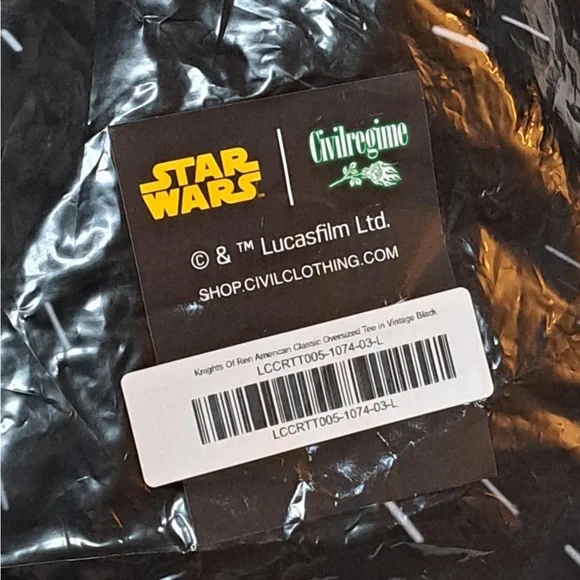 STAR WARS™
Civilregime
© & ™ Lucasfilm Ltd.
SHOP.CIVILCLOTHING.COM
Knights Of Ren American Classic Oversized Tee in Vintage Black
LCCRTT005-1074-03-L
LCCRTT005-1074-03-L